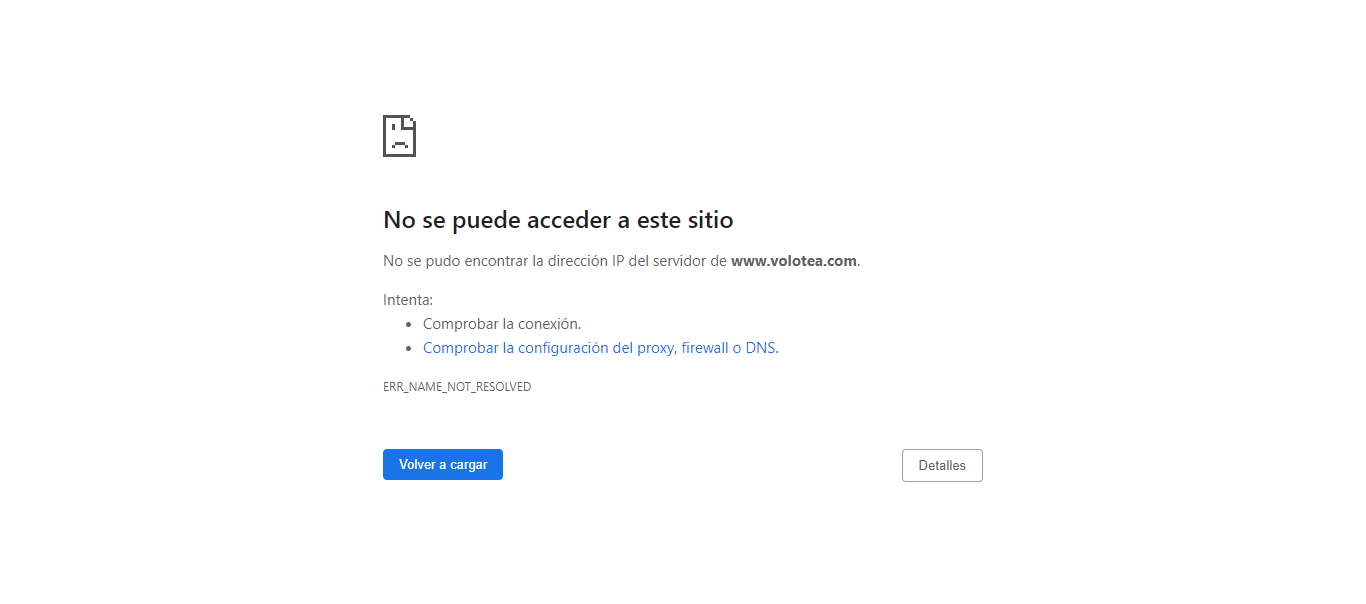 No se puede acceder a este sitio
No se pudo encontrar la dirección IP del servidor de www.volotea.com.
Intenta:
Comprobar la conexión.
Comprobar la configuración del proxy, firewall o DNS.
ERR_NAME_NOT_RESOLVED
Volver a cargar
Detalles